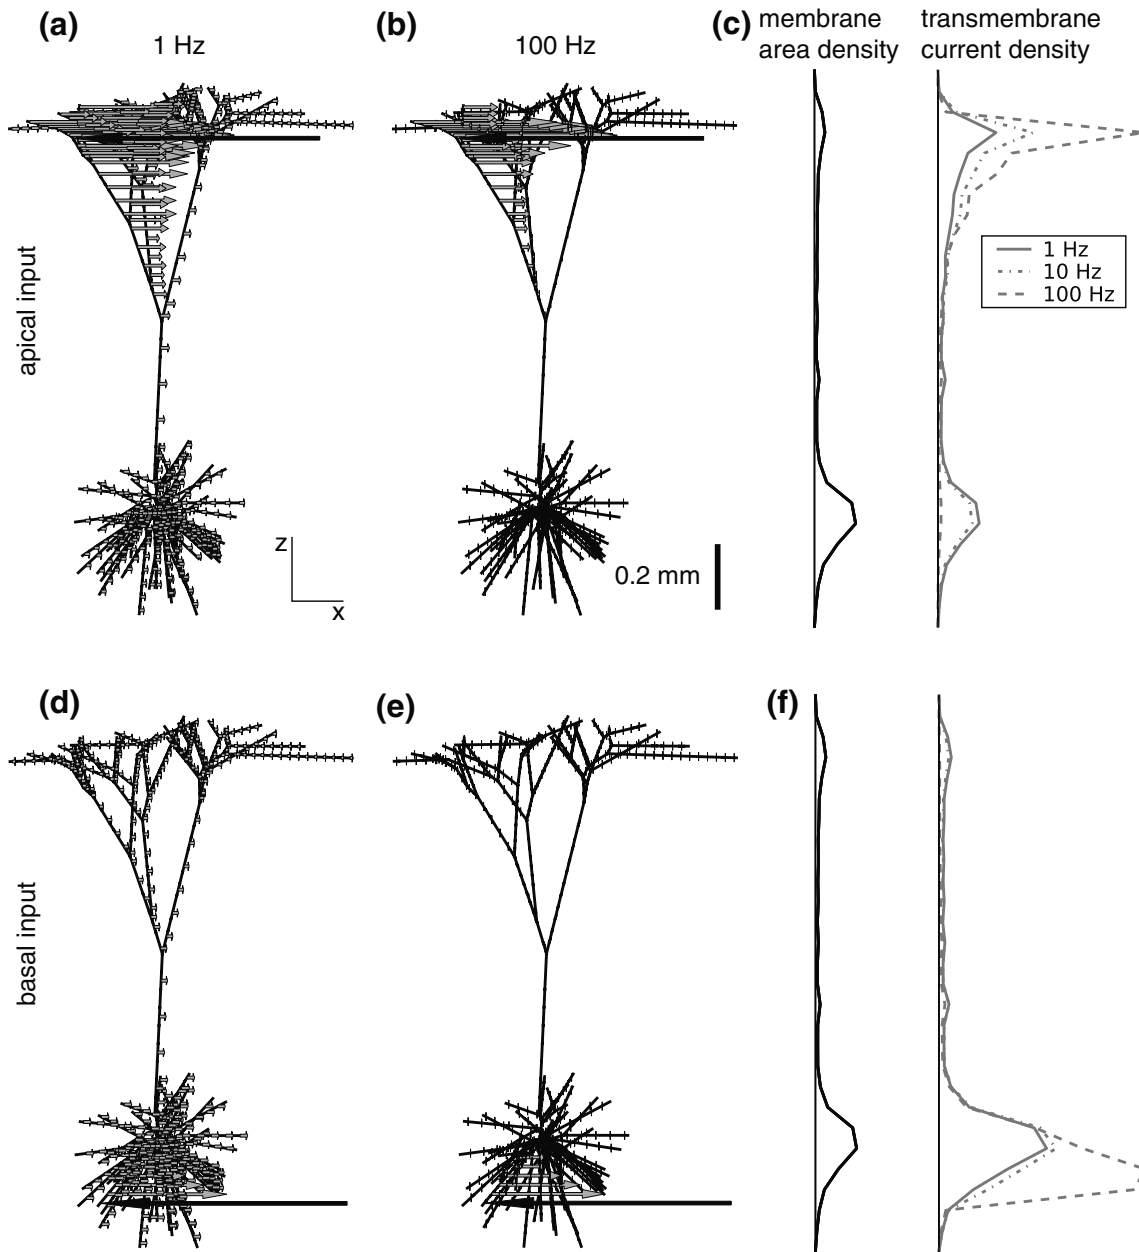 (a)
1 Hz
(b)
100 Hz
(c)
membrane
area density
transmembrane
current density
apical input
1 Hz
10 Hz
100 Hz
z
x
0.2 mm
(d)
(e)
(f)
basal input